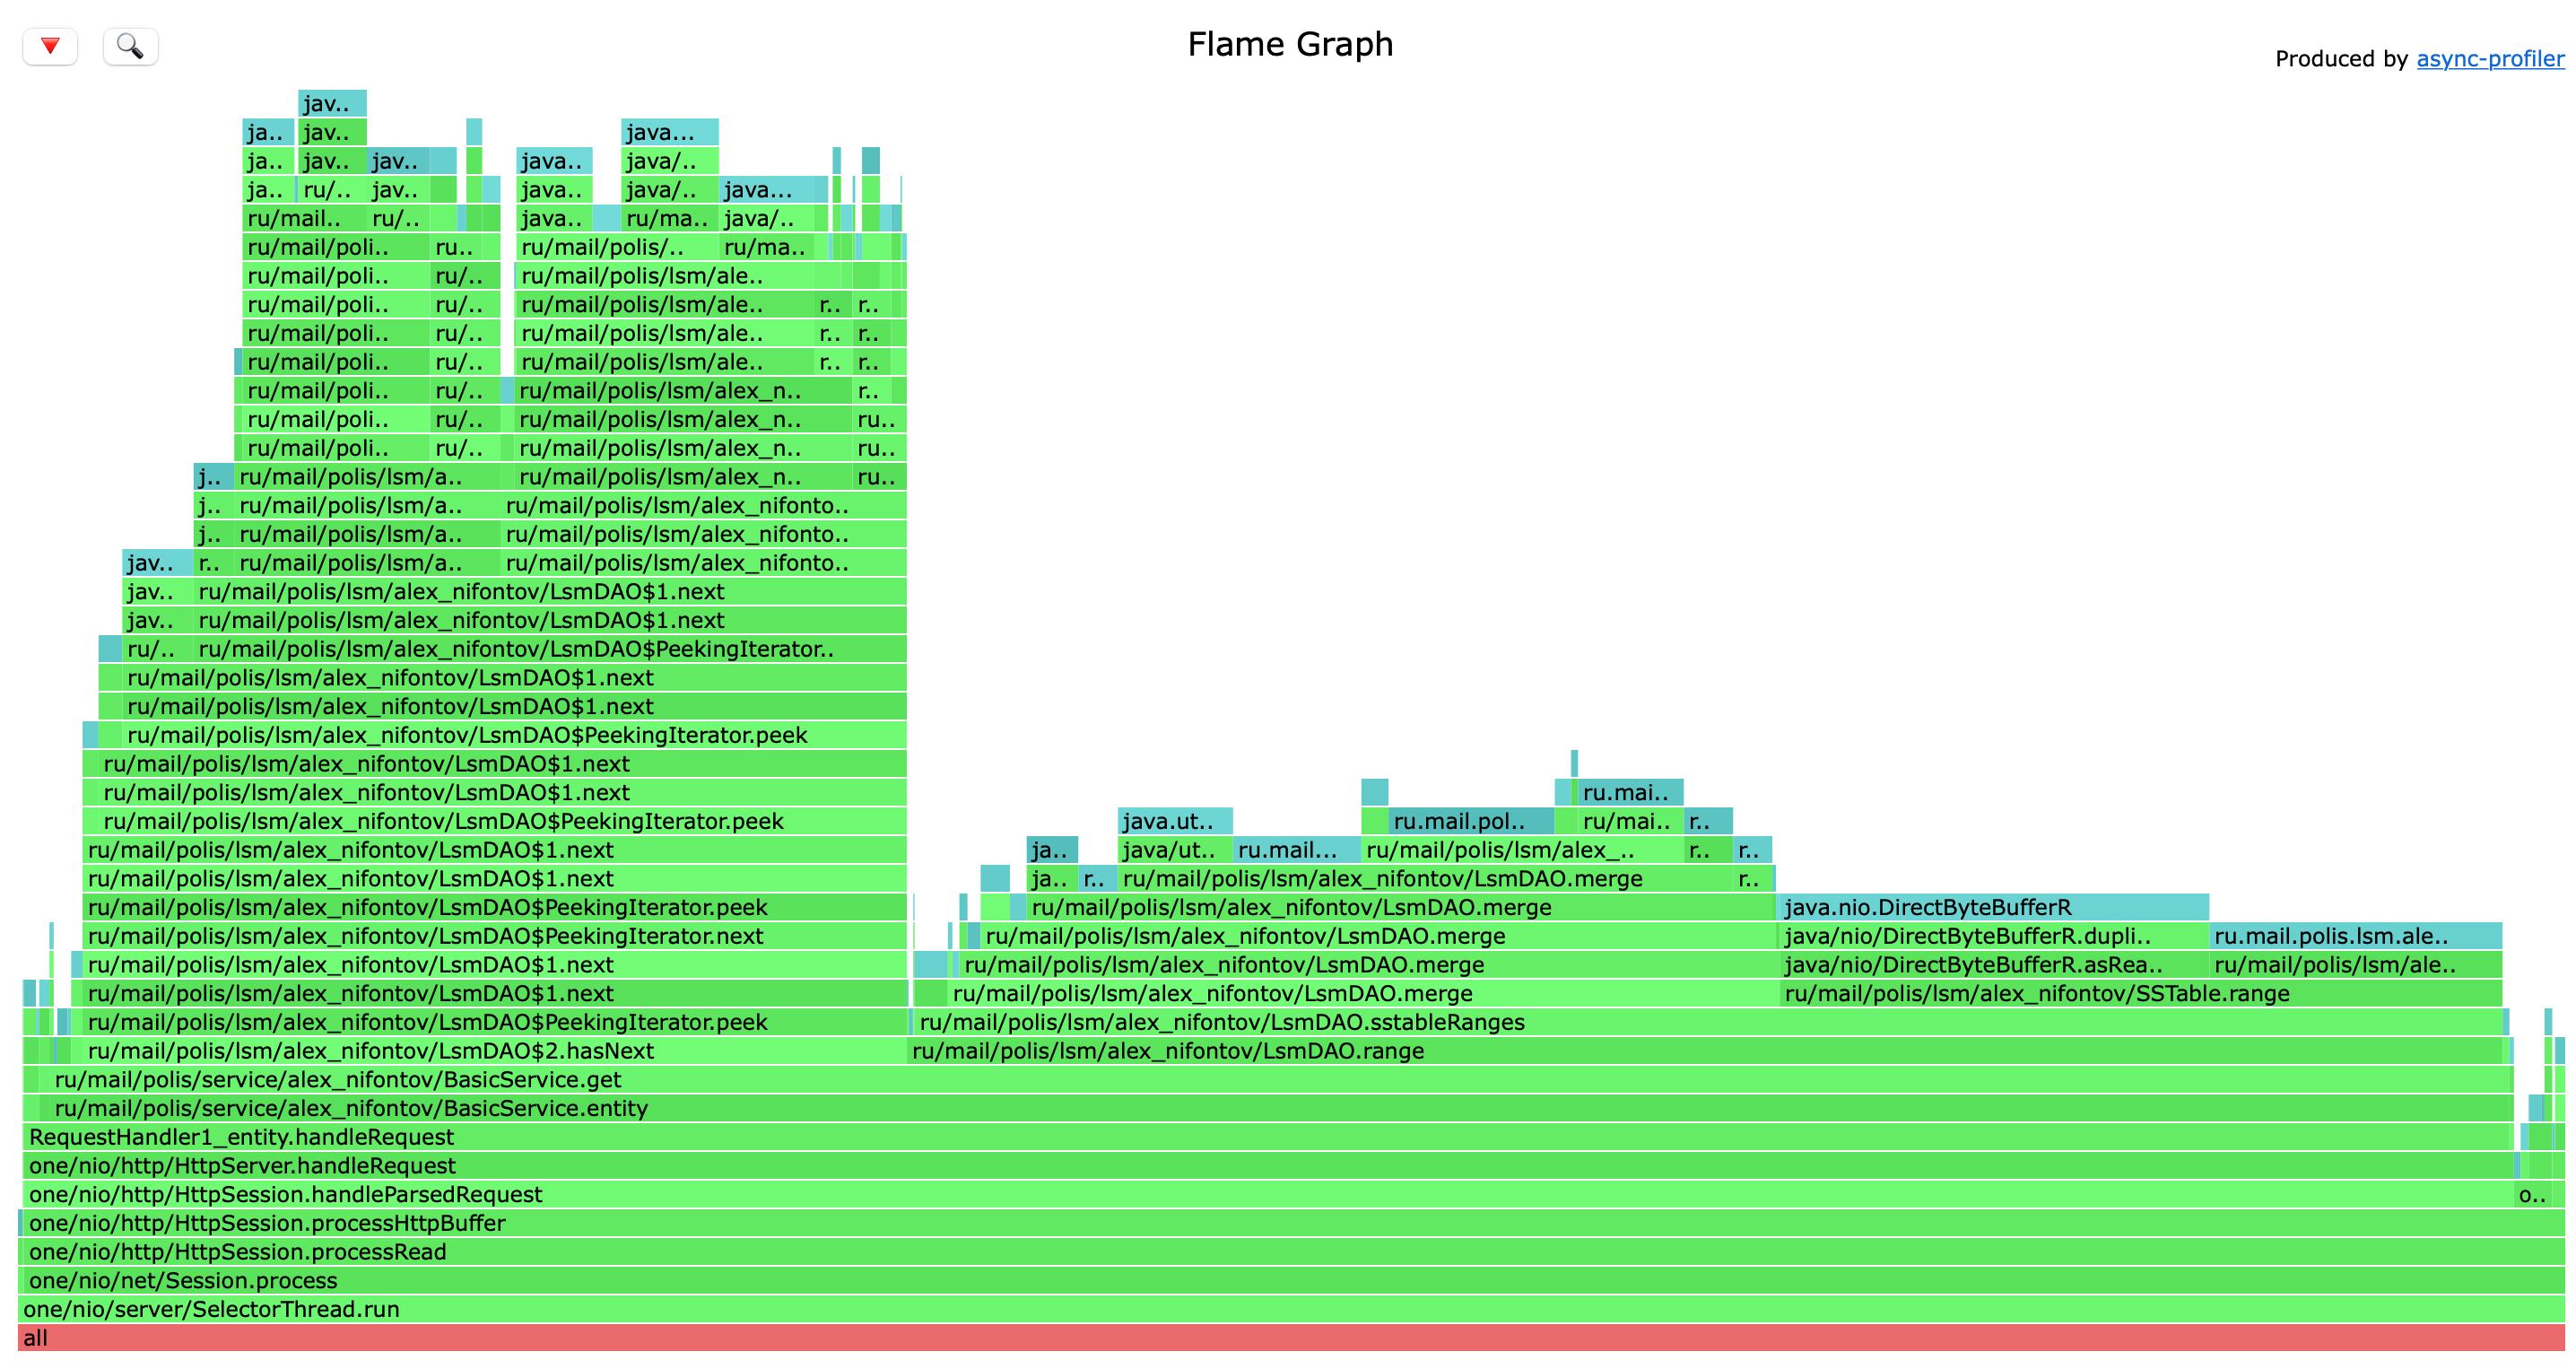 Flame Graph
Produced by async-profiler
jav..
ja.. jav.. java...
ja.. jav.. jav.. java.. java/..
ja.. ru/.. jav.. java.. java/.. java...
ru/mail.. ru/.. java.. ru/ma.. java/..
ru/mail/poli.. ru.. ru/mail/polis/.. ru/ma..
ru/mail/poli.. ru/.. ru/mail/polis/lsm/ale..
ru/mail/poli.. ru/.. ru/mail/polis/lsm/ale.. r.. r..
ru/mail/poli.. ru/.. ru/mail/polis/lsm/ale.. r.. r..
ru/mail/poli.. ru/.. ru/mail/polis/lsm/ale.. r.. r..
ru/mail/poli.. ru/.. ru/mail/polis/lsm/alex_n.. r..
ru/mail/poli.. ru/.. ru/mail/polis/lsm/alex_n.. ru..
ru/mail/poli.. ru/.. ru/mail/polis/lsm/alex_n.. ru..
j.. ru/mail/polis/lsm/a.. ru/mail/polis/lsm/alex_n.. ru..
j.. ru/mail/polis/lsm/a.. ru/mail/polis/lsm/alex_nifonto..
j.. ru/mail/polis/lsm/a.. ru/mail/polis/lsm/alex_nifonto..
jav.. r.. ru/mail/polis/lsm/a.. ru/mail/polis/lsm/alex_nifonto..
jav.. ru/mail/polis/lsm/alex_nifontov/LsmDAO$1.next
jav.. ru/mail/polis/lsm/alex_nifontov/LsmDAO$1.next
ru/.. ru/mail/polis/lsm/alex_nifontov/LsmDAO$PeekingIterator..
ru/mail/polis/lsm/alex_nifontov/LsmDAO$1.next
ru/mail/polis/lsm/alex_nifontov/LsmDAO$1.next
ru/mail/polis/lsm/alex_nifontov/LsmDAO$PeekingIterator.peek
ru/mail/polis/lsm/alex_nifontov/LsmDAO$1.next
ru/mail/polis/lsm/alex_nifontov/LsmDAO$1.next ru.mai..
ru/mail/polis/lsm/alex_nifontov/LsmDAO$PeekingIterator.peek java.ut.. ru.mail.pol.. ru/mai.. r..
ru/mail/polis/lsm/alex_nifontov/LsmDAO$1.next ja.. java/ut.. ru.mail... ru/mail/polis/lsm/alex_.. r.. r..
ru/mail/polis/lsm/alex_nifontov/LsmDAO$1.next ja.. r.. ru/mail/polis/lsm/alex_nifontov/LsmDAO.merge r..
ru/mail/polis/lsm/alex_nifontov/LsmDAO$PeekingIterator.peek ru/mail/polis/lsm/alex_nifontov/LsmDAO.merge java.nio.DirectByteBufferR
ru/mail/polis/lsm/alex_nifontov/LsmDAO$PeekingIterator.next ru/mail/polis/lsm/alex_nifontov/LsmDAO.merge java/nio/DirectByteBufferR.dupli.. ru.mail.polis.lsm.ale..
ru/mail/polis/lsm/alex_nifontov/LsmDAO$1.next ru/mail/polis/lsm/alex_nifontov/LsmDAO.merge java/nio/DirectByteBufferR.asRea.. ru/mail/polis/lsm/ale..
ru/mail/polis/lsm/alex_nifontov/LsmDAO$1.next ru/mail/polis/lsm/alex_nifontov/LsmDAO.merge ru/mail/polis/lsm/alex_nifontov/SSTable.range
ru/mail/polis/lsm/alex_nifontov/LsmDAO$PeekingIterator.peek ru/mail/polis/lsm/alex_nifontov/LsmDAO.sstableRanges
ru/mail/polis/lsm/alex_nifontov/LsmDAO$2.hasNext ru/mail/polis/lsm/alex_nifontov/LsmDAO.range
ru/mail/polis/service/alex_nifontov/BasicService.get
ru/mail/polis/service/alex_nifontov/BasicService.entity
RequestHandler1_entity.handleRequest
one/nio/http/HttpServer.handleRequest
one/nio/http/HttpSession.handleParsedRequest o..
one/nio/http/HttpSession.processHttpBuffer
one/nio/http/HttpSession.processRead
one/nio/net/Session.process
one/nio/server/SelectorThread.run
all